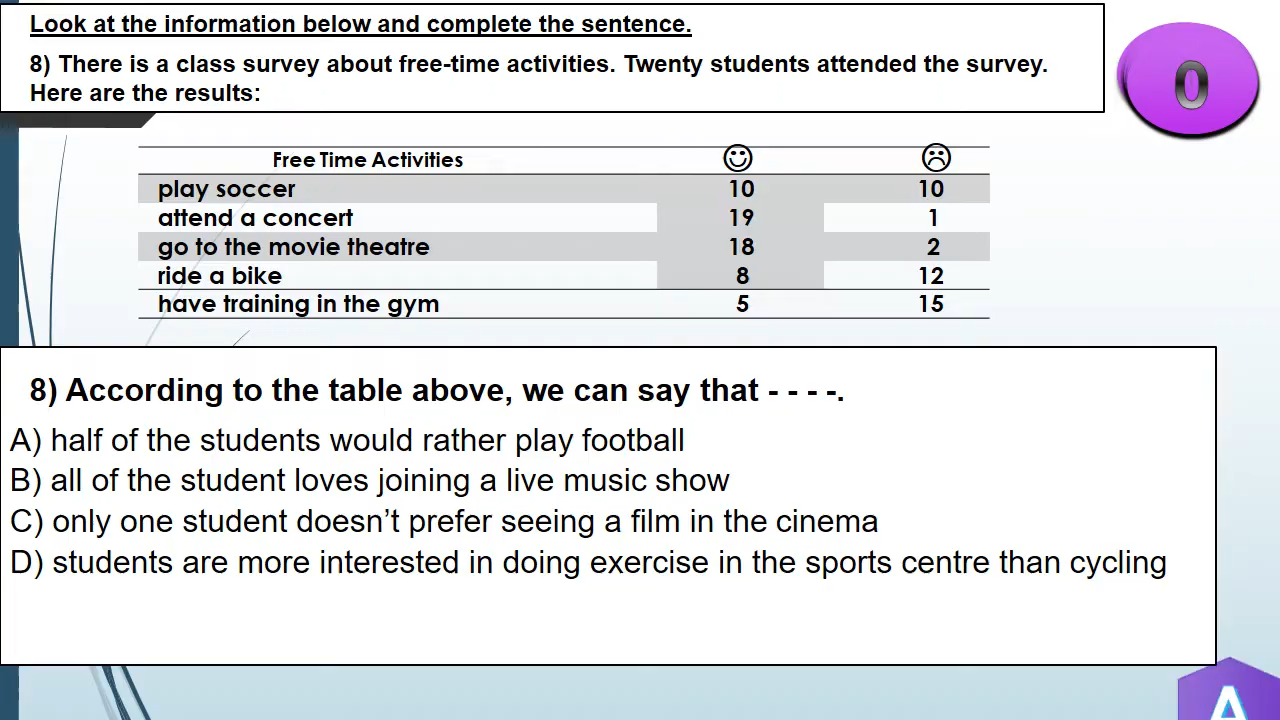 Look at the information below and complete the sentence.
8) There is a class survey about free-time activities. Twenty students attended the survey.
Here are the results:
0
Free Time Activities ☺ ☹
play soccer 10 10
attend a concert 19 1
go to the movie theatre 18 2
ride a bike 8 12
have training in the gym 5 15
8) According to the table above, we can say that - - - -.
A) half of the students would rather play football
B) all of the student loves joining a live music show
C) only one student doesn’t prefer seeing a film in the cinema
D) students are more interested in doing exercise in the sports centre than cycling
A